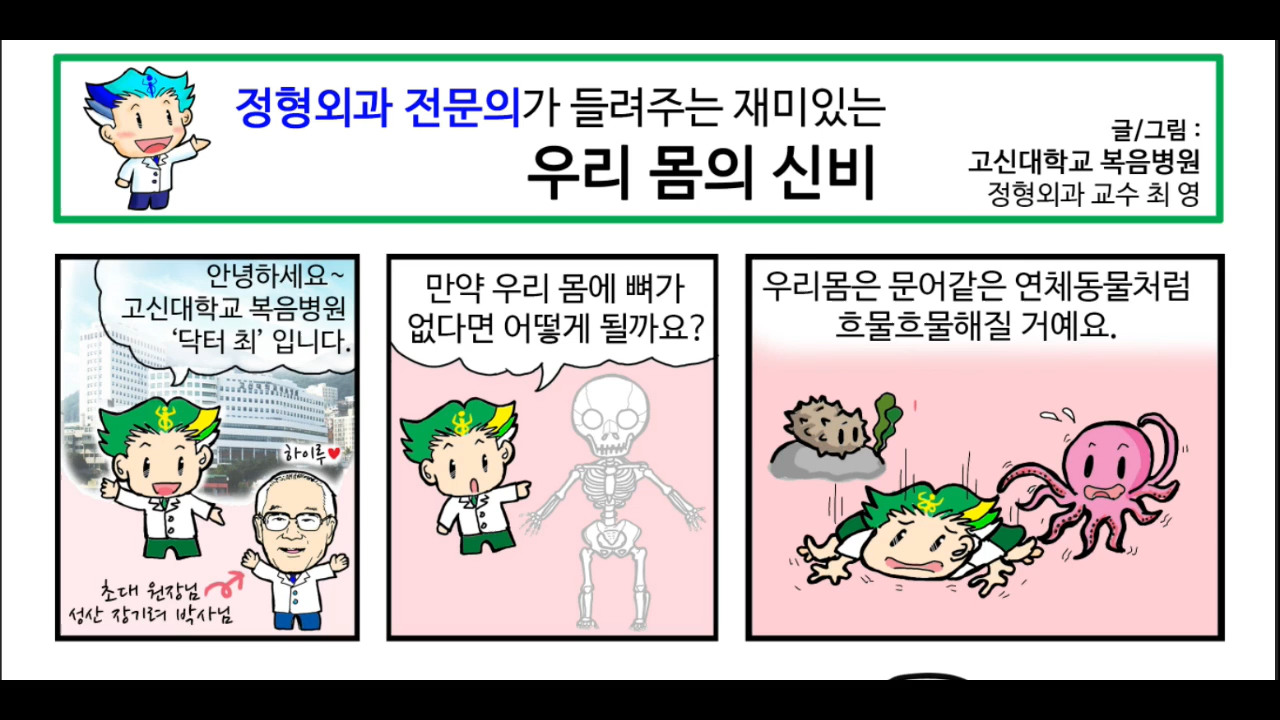 정형외과 전문의가 들려주는 재미있는
우리 몸의 신비
글/그림 :
고신대학교 복음병원
정형외과 교수 최 영
안녕하세요~
고신대학교 복음병원
‘닥터 최’ 입니다.
하이루
초대 원장님
성산 장기려 박사님
만약 우리 몸에 뼈가
없다면 어떻게 될까요?
우리몸은 문어같은 연체동물처럼
흐물흐물해질 거예요.